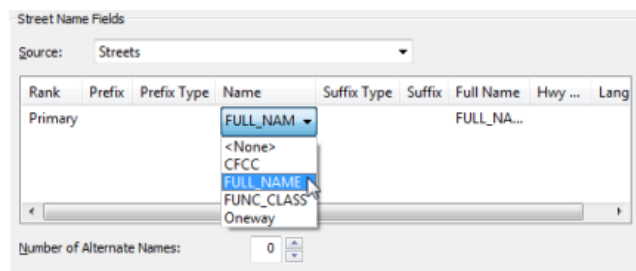 Street Name Fields
Source: Streets
Rank Prefix Prefix Type Name Suffix Type Suffix Full Name Hwy ... Lang
Primary FULL_NAM FULL_NA...
<None>
CFCC
FULL_NAME
FUNC_CLASS
Oneway
Number of Alternate Names: 0